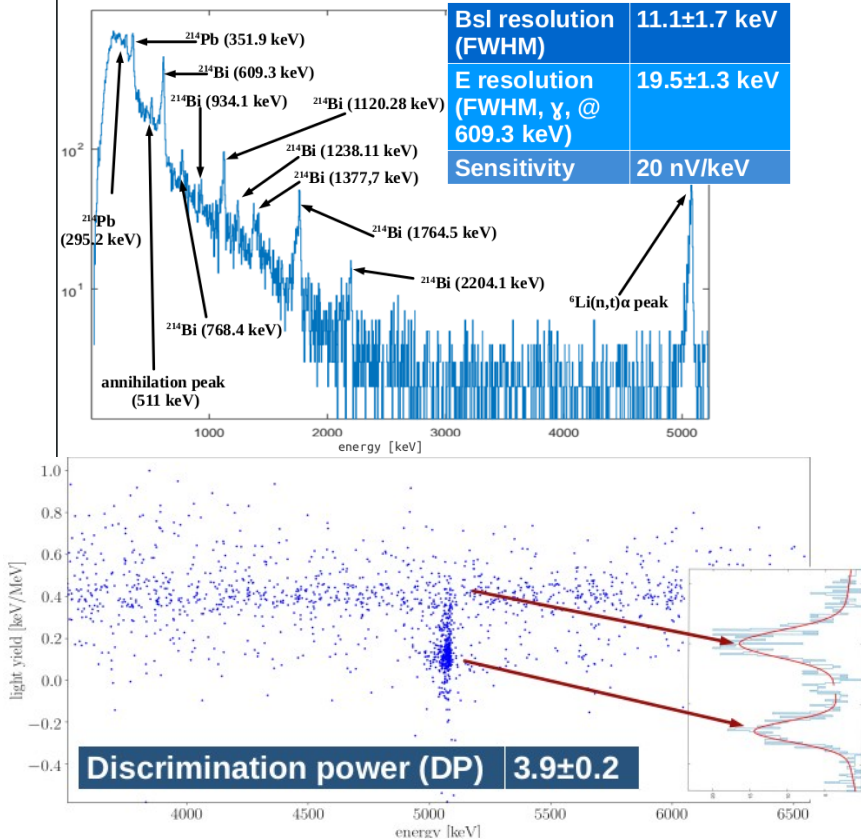 Bsl resolution (FWHM) 11.1±1.7 keV
E resolution (FWHM, ɣ, @ 609.3 keV) 19.5±1.3 keV
Sensitivity 20 nV/keV
²¹⁴Pb (351.9 keV)
²¹⁴Bi (609.3 keV)
²¹⁴Bi (934.1 keV)
²¹⁴Bi (1120.28 keV)
²¹⁴Bi (1238.11 keV)
²¹⁴Bi (1377,7 keV)
²¹⁴Bi (1764.5 keV)
²¹⁴Bi (2204.1 keV)
²¹⁴Pb
(295.2 keV)
²¹⁴Bi (768.4 keV)
annihilation peak
(511 keV)
⁶Li(n,t)α peak
10²
10¹
1000 2000 3000 4000 5000
energy [keV]
light yield [keV/MeV]
1.0
0.8
0.6
0.4
0.2
0.0
−0.2
−0.4
Discrimination power (DP) 3.9±0.2
4000 4500 5000 5500 6000 6500
energy [keV]